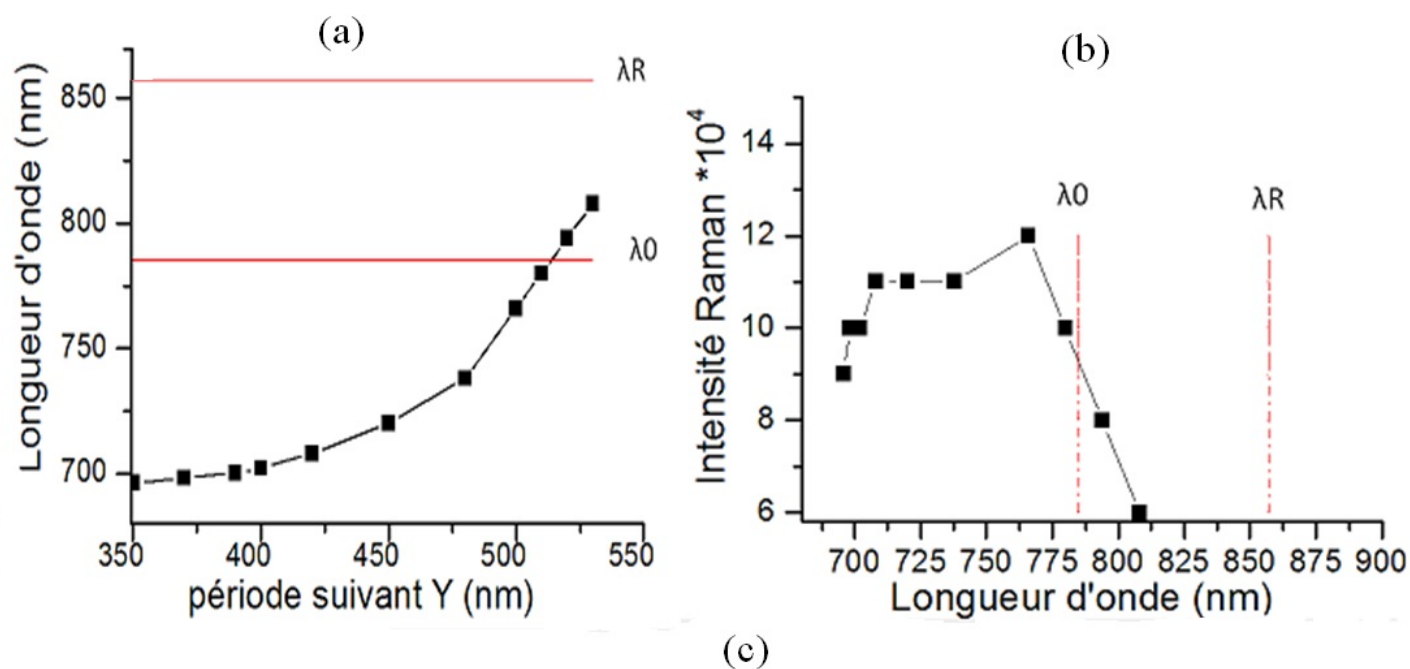 (a)
Longueur d'onde (nm)
850
800
750
700
λR
λ0
350 400 450 500 550
période suivant Y (nm)
(b)
Intensité Raman *10⁴
14
12
10
8
6
λ0
λR
700 725 750 775 800 825 850 875 900
Longueur d'onde (nm)
(c)